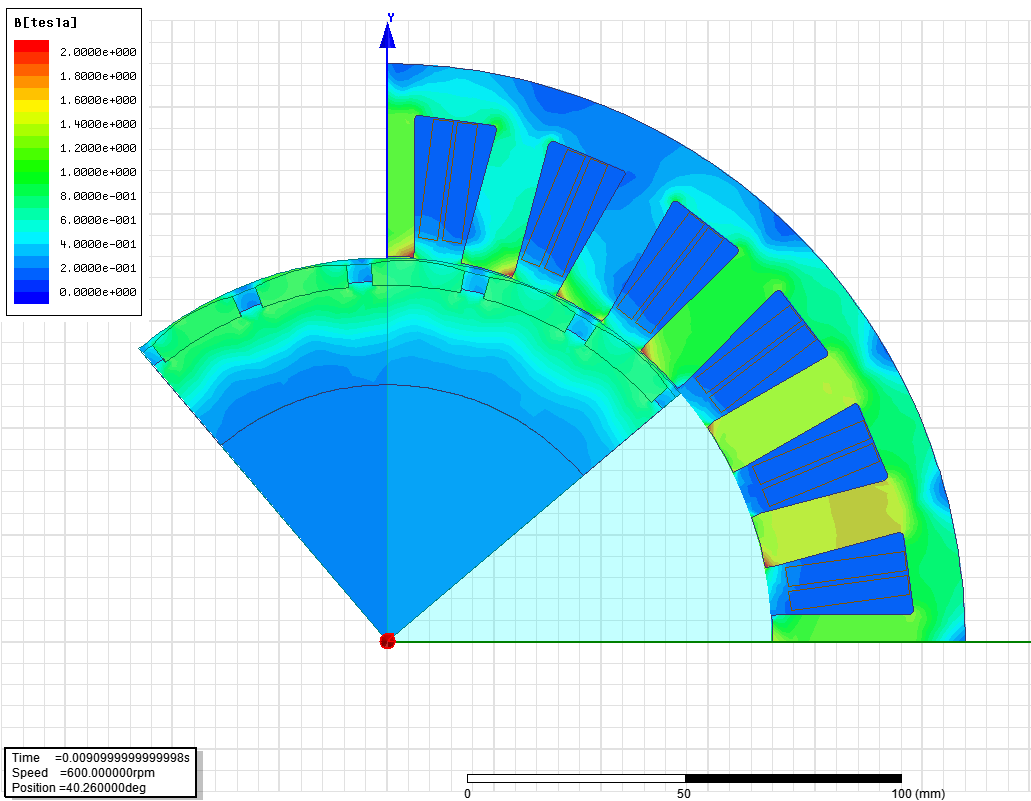 B[tesla]
2.0000e+000
1.8000e+000
1.6000e+000
1.4000e+000
1.2000e+000
1.0000e+000
8.0000e-001
6.0000e-001
4.0000e-001
2.0000e-001
0.0000e+000
Y
Time =0.0090999999999998s
Speed =600.000000rpm
Position =40.260000deg
0 50 100 (mm)